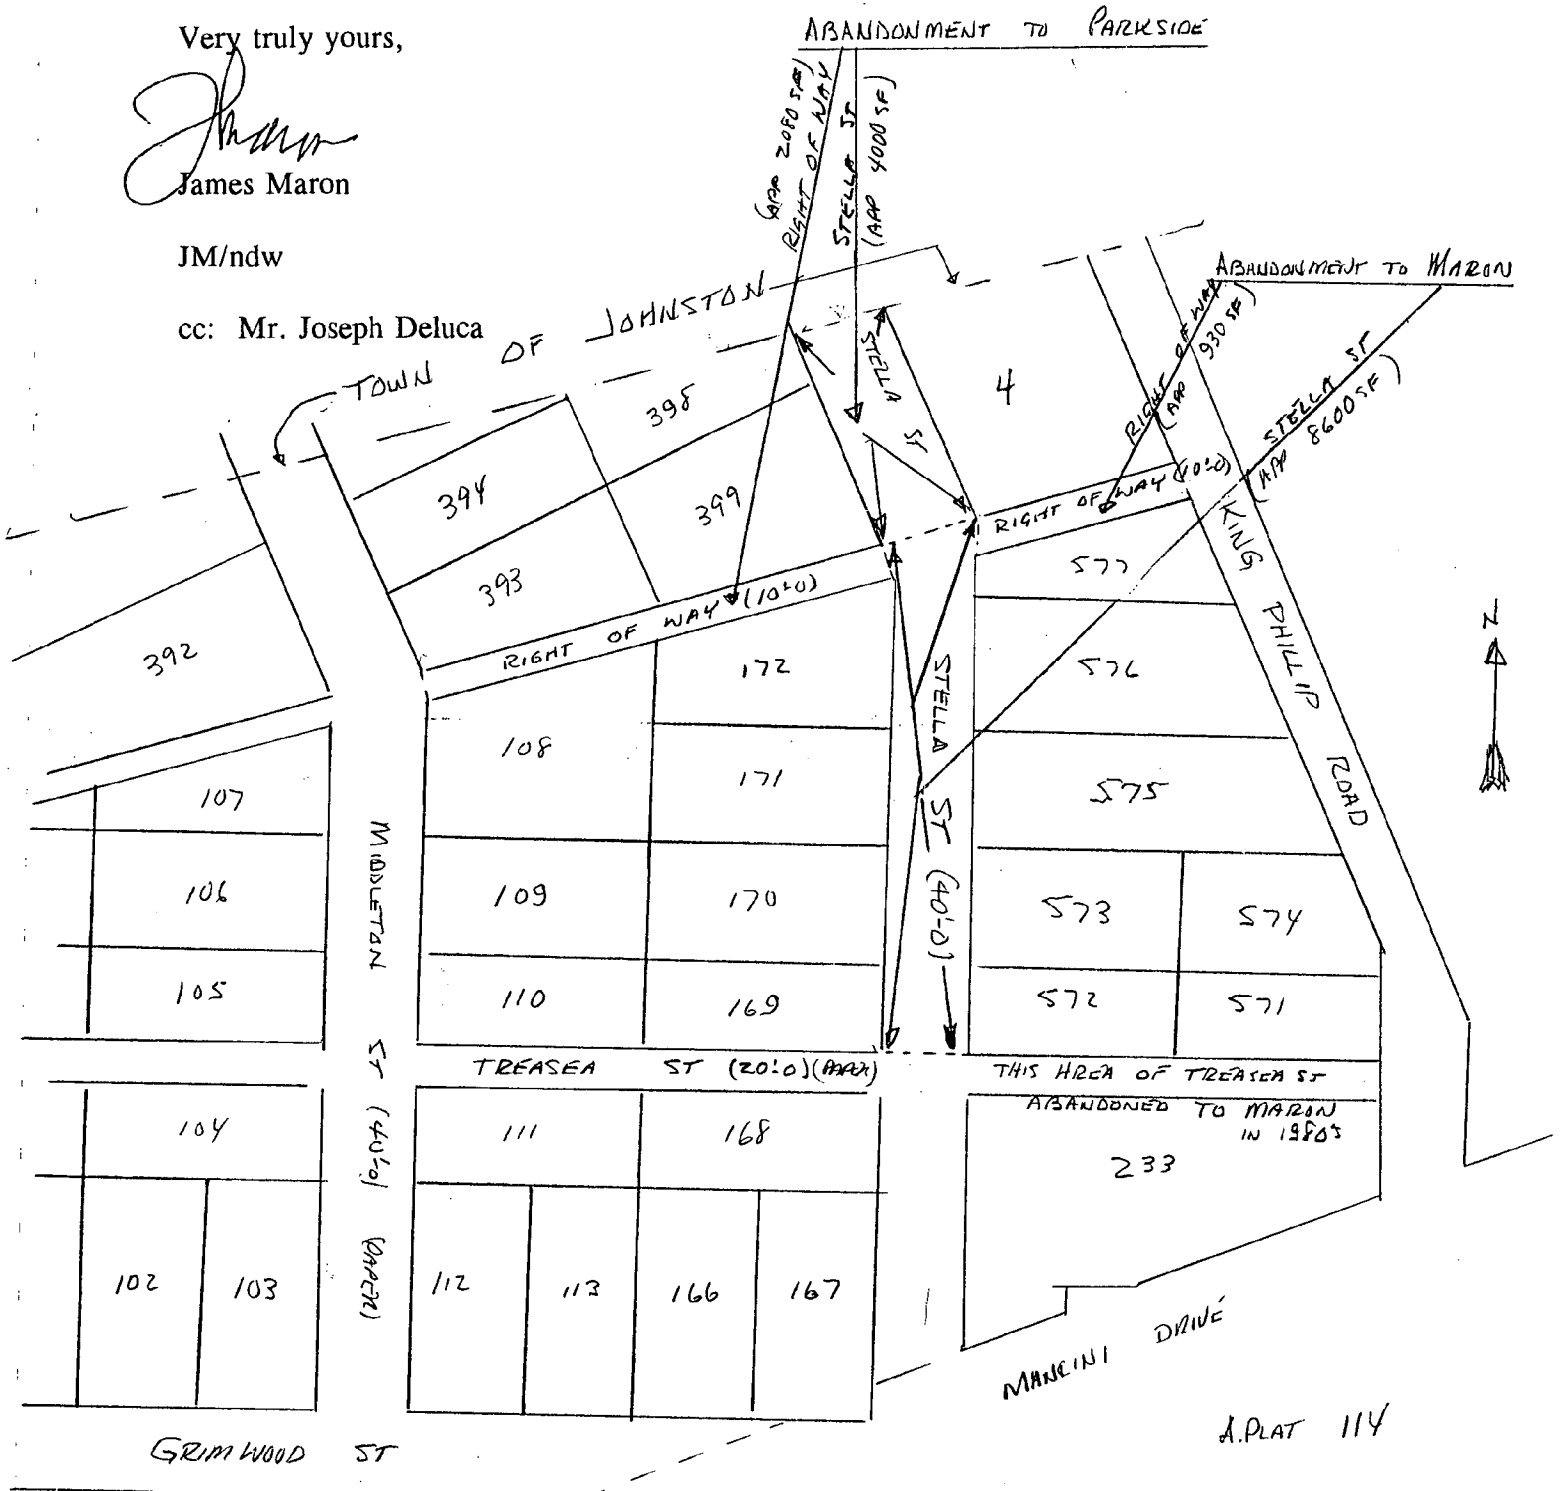 Very truly yours,
James Maron
JM/ndw
cc: Mr. Joseph Deluca
ABANDONMENT TO PARKSIDE
(APP 2080 SF)
RIGHT OF WAY
STELLA ST
(APP 4000 SF)
ABANDONMENT TO MARON
RIGHT OF WAY
(APP 930 SF)
STELLA ST
(APP 8600 SF)
TOWN OF JOHNSTON
STELLA ST
4
398
394
399
393
392
RIGHT OF WAY (10'-0)
RIGHT OF WAY (10'-0)
KING PHILLIP ROAD
N
577
172
576
108
171
575
107
STELLA ST (40'-0)
MIDDLETON ST (40'-0) (PAPER)
106
109
170
573
574
105
110
169
572
571
TREASEA ST (20'-0) (PAPER)
THIS AREA OF TREASEA ST
ABANDONED TO MARON
IN 1980's
104
111
168
233
102
103
112
113
166
167
MANCINI DRIVE
A.PLAT 114
GRIMWOOD ST